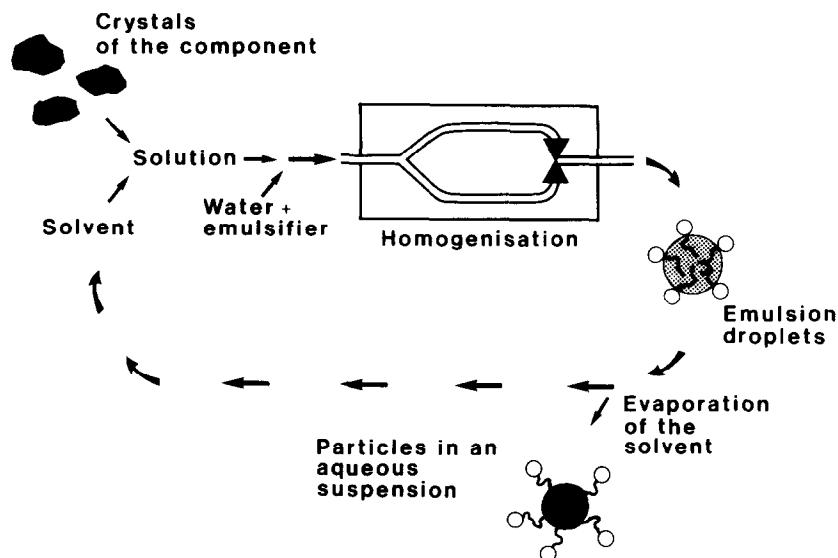 Crystals
of the component
Solution
Solvent
Water +
emulsifier
Homogenisation
Emulsion
droplets
Evaporation
of the
solvent
Particles in an
aqueous
suspension